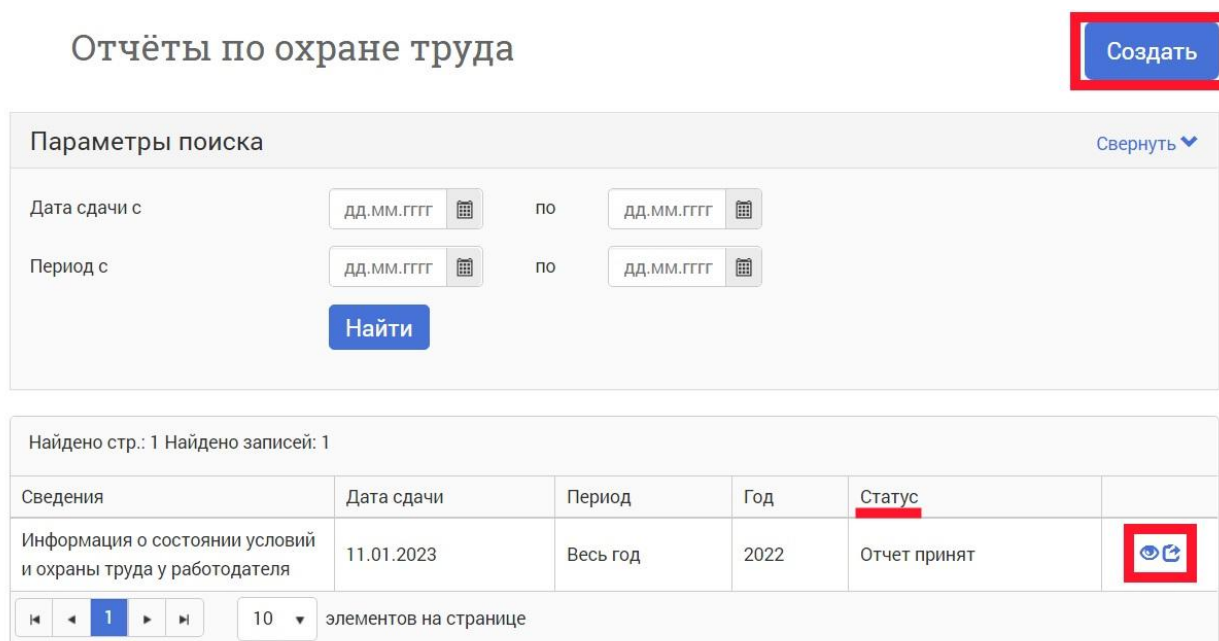 Отчёты по охране труда
Создать
Параметры поиска
Свернуть
Дата сдачи с дд.мм.гггг по дд.мм.гггг
Период с дд.мм.гггг по дд.мм.гггг
Найти
Найдено стр.: 1 Найдено записей: 1
Сведения Дата сдачи Период Год Статус
Информация о состоянии условий
и охраны труда у работодателя 11.01.2023 Весь год 2022 Отчет принят
1 10 элементов на странице